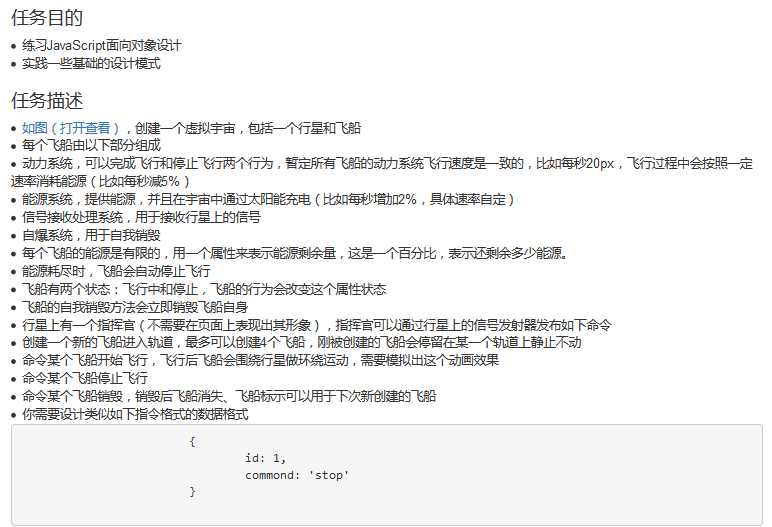 任务目的
练习JavaScript面向对象设计
实践一些基础的设计模式
任务描述
如图（打开查看），创建一个虚拟宇宙，包括一个行星和飞船
每个飞船由以下部分组成
动力系统，可以完成飞行和停止飞行两个行为，暂定所有飞船的动力系统飞行速度是一致的，比如每秒20px，飞行过程中会按照一定
速率消耗能源（比如每秒减5%）
能源系统，提供能源，并且在宇宙中通过太阳能充电（比如每秒增加2%，具体速率自定）
信号接收处理系统，用于接收行星上的信号
自爆系统，用于自我销毁
每个飞船的能源是有限的，用一个属性来表示能源剩余量，这是一个百分比，表示还剩余多少能源。
能源耗尽时，飞船会自动停止飞行
飞船有两个状态：飞行中和停止，飞船的行为会改变这个属性状态
飞船的自我销毁方法会立即销毁飞船自身
行星上有一个指挥官（不需要在页面上表现出其形象），指挥官可以通过行星上的信号发射器发布如下命令
创建一个新的飞船进入轨道，最多可以创建4个飞船，刚被创建的飞船会停留在某一个轨道上静止不动
命令某个飞船开始飞行，飞行后飞船会围绕行星做环绕运动，需要模拟出这个动画效果
命令某个飞船停止飞行
命令某个飞船销毁，销毁后飞船消失、飞船标示可以用于下次新创建的飞船
你需要设计类似如下指令格式的数据格式
{
id: 1,
commond: 'stop'
}